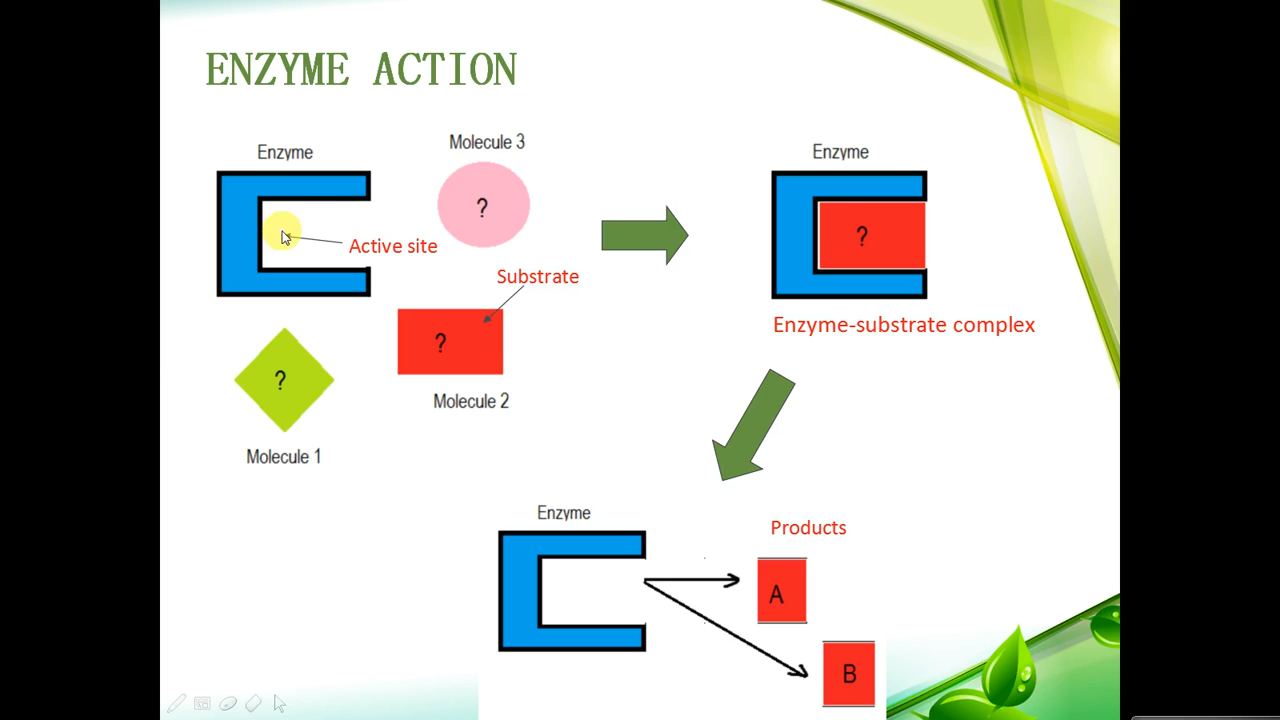 ENZYME ACTION
Enzyme
Molecule 3
?
Active site
Substrate
?
Molecule 2
?
Molecule 1
Enzyme
?
Enzyme-substrate complex
Enzyme
Products
A
B